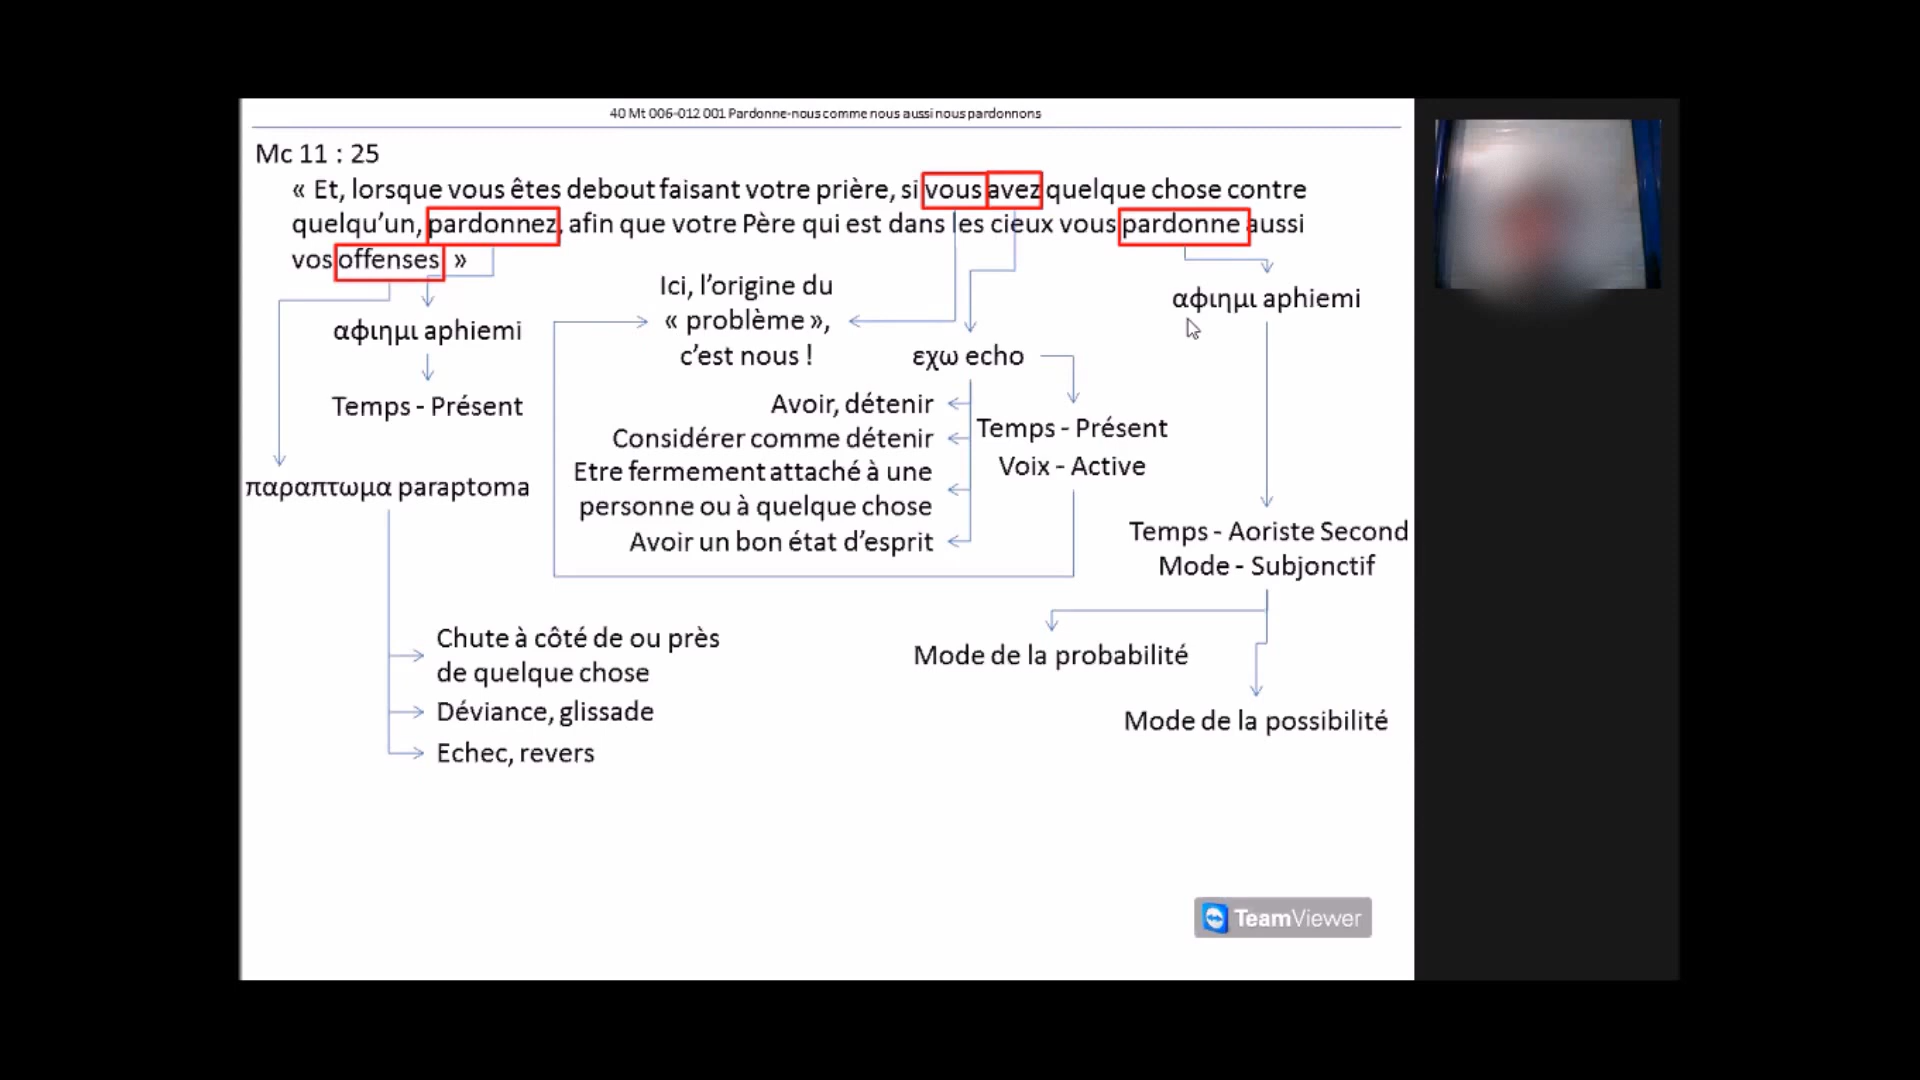 40 Mt 006-012 001 Pardonne-nous comme nous aussi nous pardonnons
Mc 11 : 25
« Et, lorsque vous êtes debout faisant votre prière, si vous avez quelque chose contre
quelqu’un, pardonnez, afin que votre Père qui est dans les cieux vous pardonne aussi
vos offenses »
Ici, l’origine du
« problème »,
c’est nous !
αφιημι aphiemi
αφιημι aphiemi
εχω echo
Temps - Présent
Avoir, détenir
Considérer comme détenir
Etre fermement attaché à une
personne ou à quelque chose
Avoir un bon état d’esprit
Temps - Présent
Voix - Active
παραπτωμα paraptoma
Temps - Aoriste Second
Mode - Subjonctif
Chute à côté de ou près
de quelque chose
Déviance, glissade
Echec, revers
Mode de la probabilité
Mode de la possibilité
TeamViewer